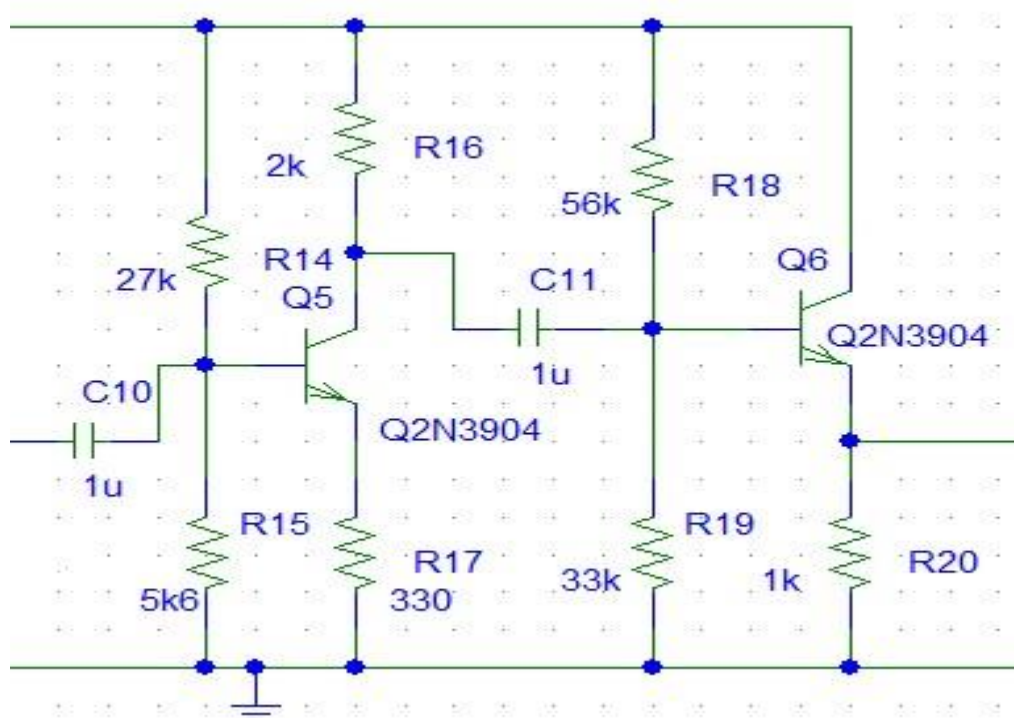 R16
2k
R18
56k
R14
Q6
27k
C11
Q5
Q2N3904
1u
C10
Q2N3904
1u
R15
R19
R17
R20
33k
1k
5k6
330